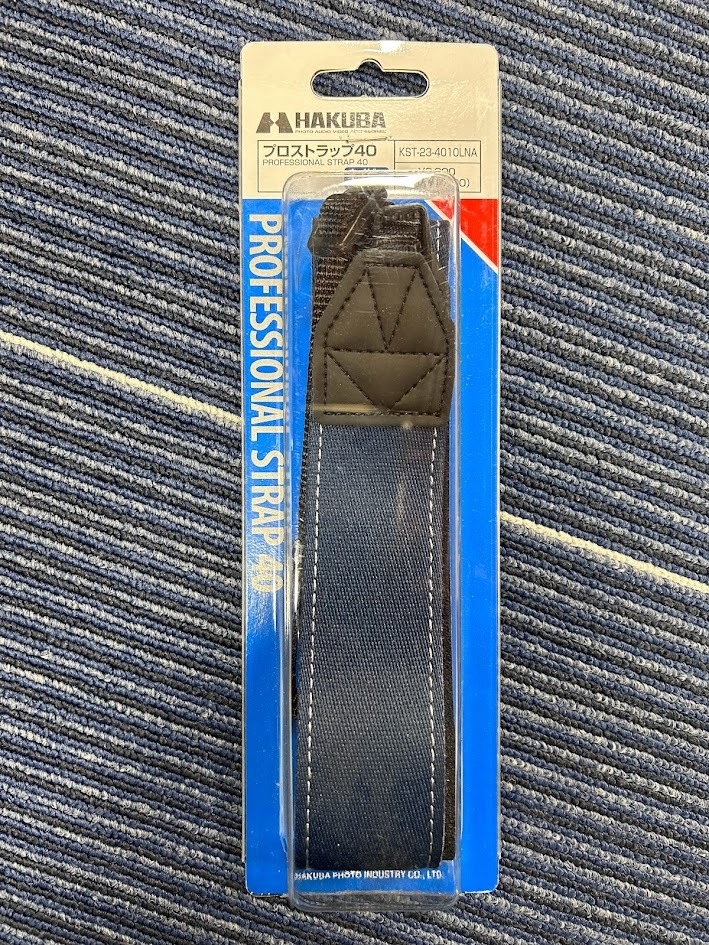 HAKUBA
PHOTO AUDIO VIDEO ACCESSORIES
プロストラップ40
PROFESSIONAL STRAP 40
KST-23-4010LNA
PROFESSIONAL STRAP 40
HAKUBA PHOTO INDUSTRY CO., LTD.